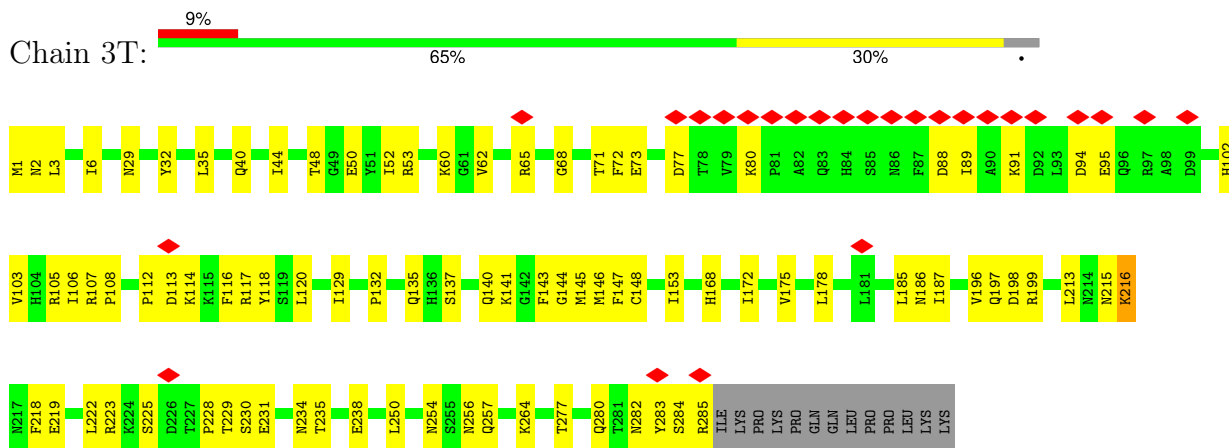 9%
Chain 3T:
65% 30% •
M1 N2 L3 I6 N29 Y32 L35 Q40 I44 T48 G49 E50 Y51 I52 R53 K60 G61 V62 R65 G68 T71 F72 E73 D77 T78 V79 K80 P81 A82 Q83 H84 S85 N86 F87 D88 I89 A90 K91 D92 L93 D94 E95 Q96 R97 A98 D99 H102
V103 H104 R105 I106 R107 P108 P112 D113 K114 K115 F116 R117 Y118 S119 L120 I129 P132 Q135 H136 S137 Q140 K141 G142 F143 G144 M145 M146 F147 C148 I153 H168 I172 V175 L178 L181 L185 N186 I187 V196 Q197 D198 R199 L213 N214 N215 K216
N217 F218 E219 L222 R223 K224 S225 D226 T227 P228 T229 S230 E231 N234 T235 E238 L250 N254 S255 N256 Q257 K264 T277 Q280 T281 N282 Y283 S284 R285 ILE LYS PRO LYS PRO GLN GLN LEU PRO PRO LEU LYS LYS